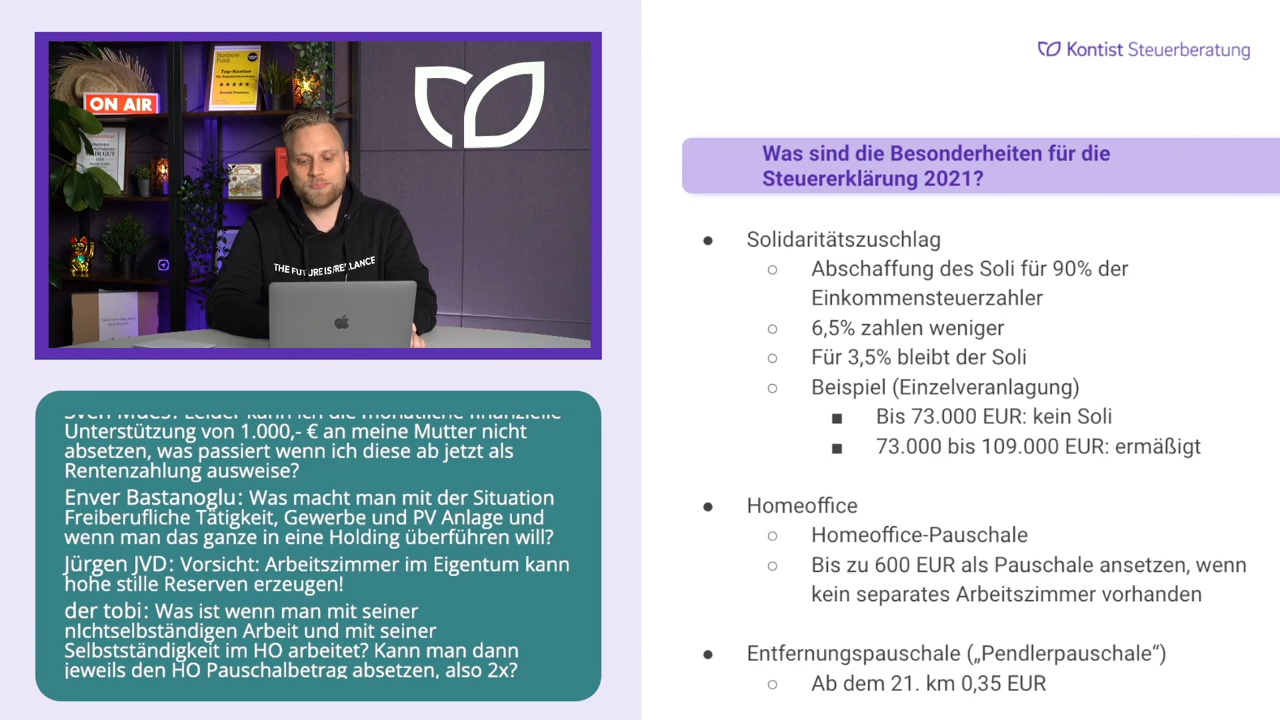 Business
Punk
Top-Konten
ON AIR
THE FUTURE IS FREELANCE
Unterstützung von 1.000,- € an meine Mutter nicht
absetzen, was passiert wenn ich diese ab jetzt als
Rentenzahlung ausweise?
Enver Bastanoglu: Was macht man mit der Situation
Freiberufliche Tätigkeit, Gewerbe und PV Anlage und
wenn man das ganze in eine Holding überführen will?
Jürgen JVD: Vorsicht: Arbeitszimmer im Eigentum kann
hohe stille Reserven erzeugen!
der tobi: Was ist wenn man mit seiner
nichtselbständigen Arbeit und mit seiner
Selbstständigkeit im HO arbeitet? Kann man dann
jeweils den HO Pauschalbetrag absetzen, also 2x?
Kontist Steuerberatung
Was sind die Besonderheiten für die
Steuererklärung 2021?
● Solidaritätszuschlag
○ Abschaffung des Soli für 90% der
Einkommensteuerzahler
○ 6,5% zahlen weniger
○ Für 3,5% bleibt der Soli
○ Beispiel (Einzelveranlagung)
■ Bis 73.000 EUR: kein Soli
■ 73.000 bis 109.000 EUR: ermäßigt
● Homeoffice
○ Homeoffice-Pauschale
○ Bis zu 600 EUR als Pauschale ansetzen, wenn
kein separates Arbeitszimmer vorhanden
● Entfernungspauschale („Pendlerpauschale“)
○ Ab dem 21. km 0,35 EUR